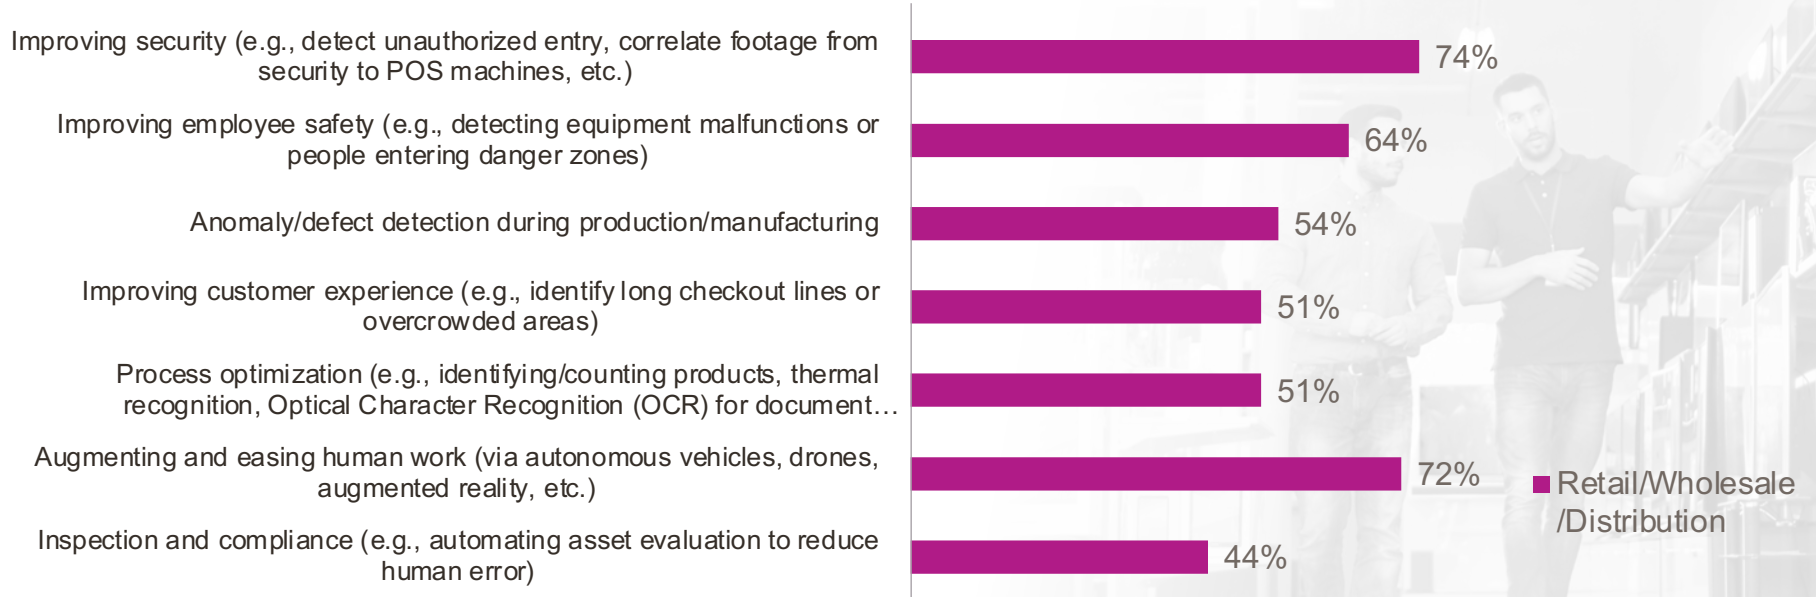 Improving security (e.g., detect unauthorized entry, correlate footage from
security to POS machines, etc.)
74%
Improving employee safety (e.g., detecting equipment malfunctions or
people entering danger zones)
64%
Anomaly/defect detection during production/manufacturing
54%
Improving customer experience (e.g., identify long checkout lines or
overcrowded areas)
51%
Process optimization (e.g., identifying/counting products, thermal
recognition, Optical Character Recognition (OCR) for document…
51%
Augmenting and easing human work (via autonomous vehicles, drones,
augmented reality, etc.)
72%
Retail/Wholesale
/Distribution
Inspection and compliance (e.g., automating asset evaluation to reduce
human error)
44%